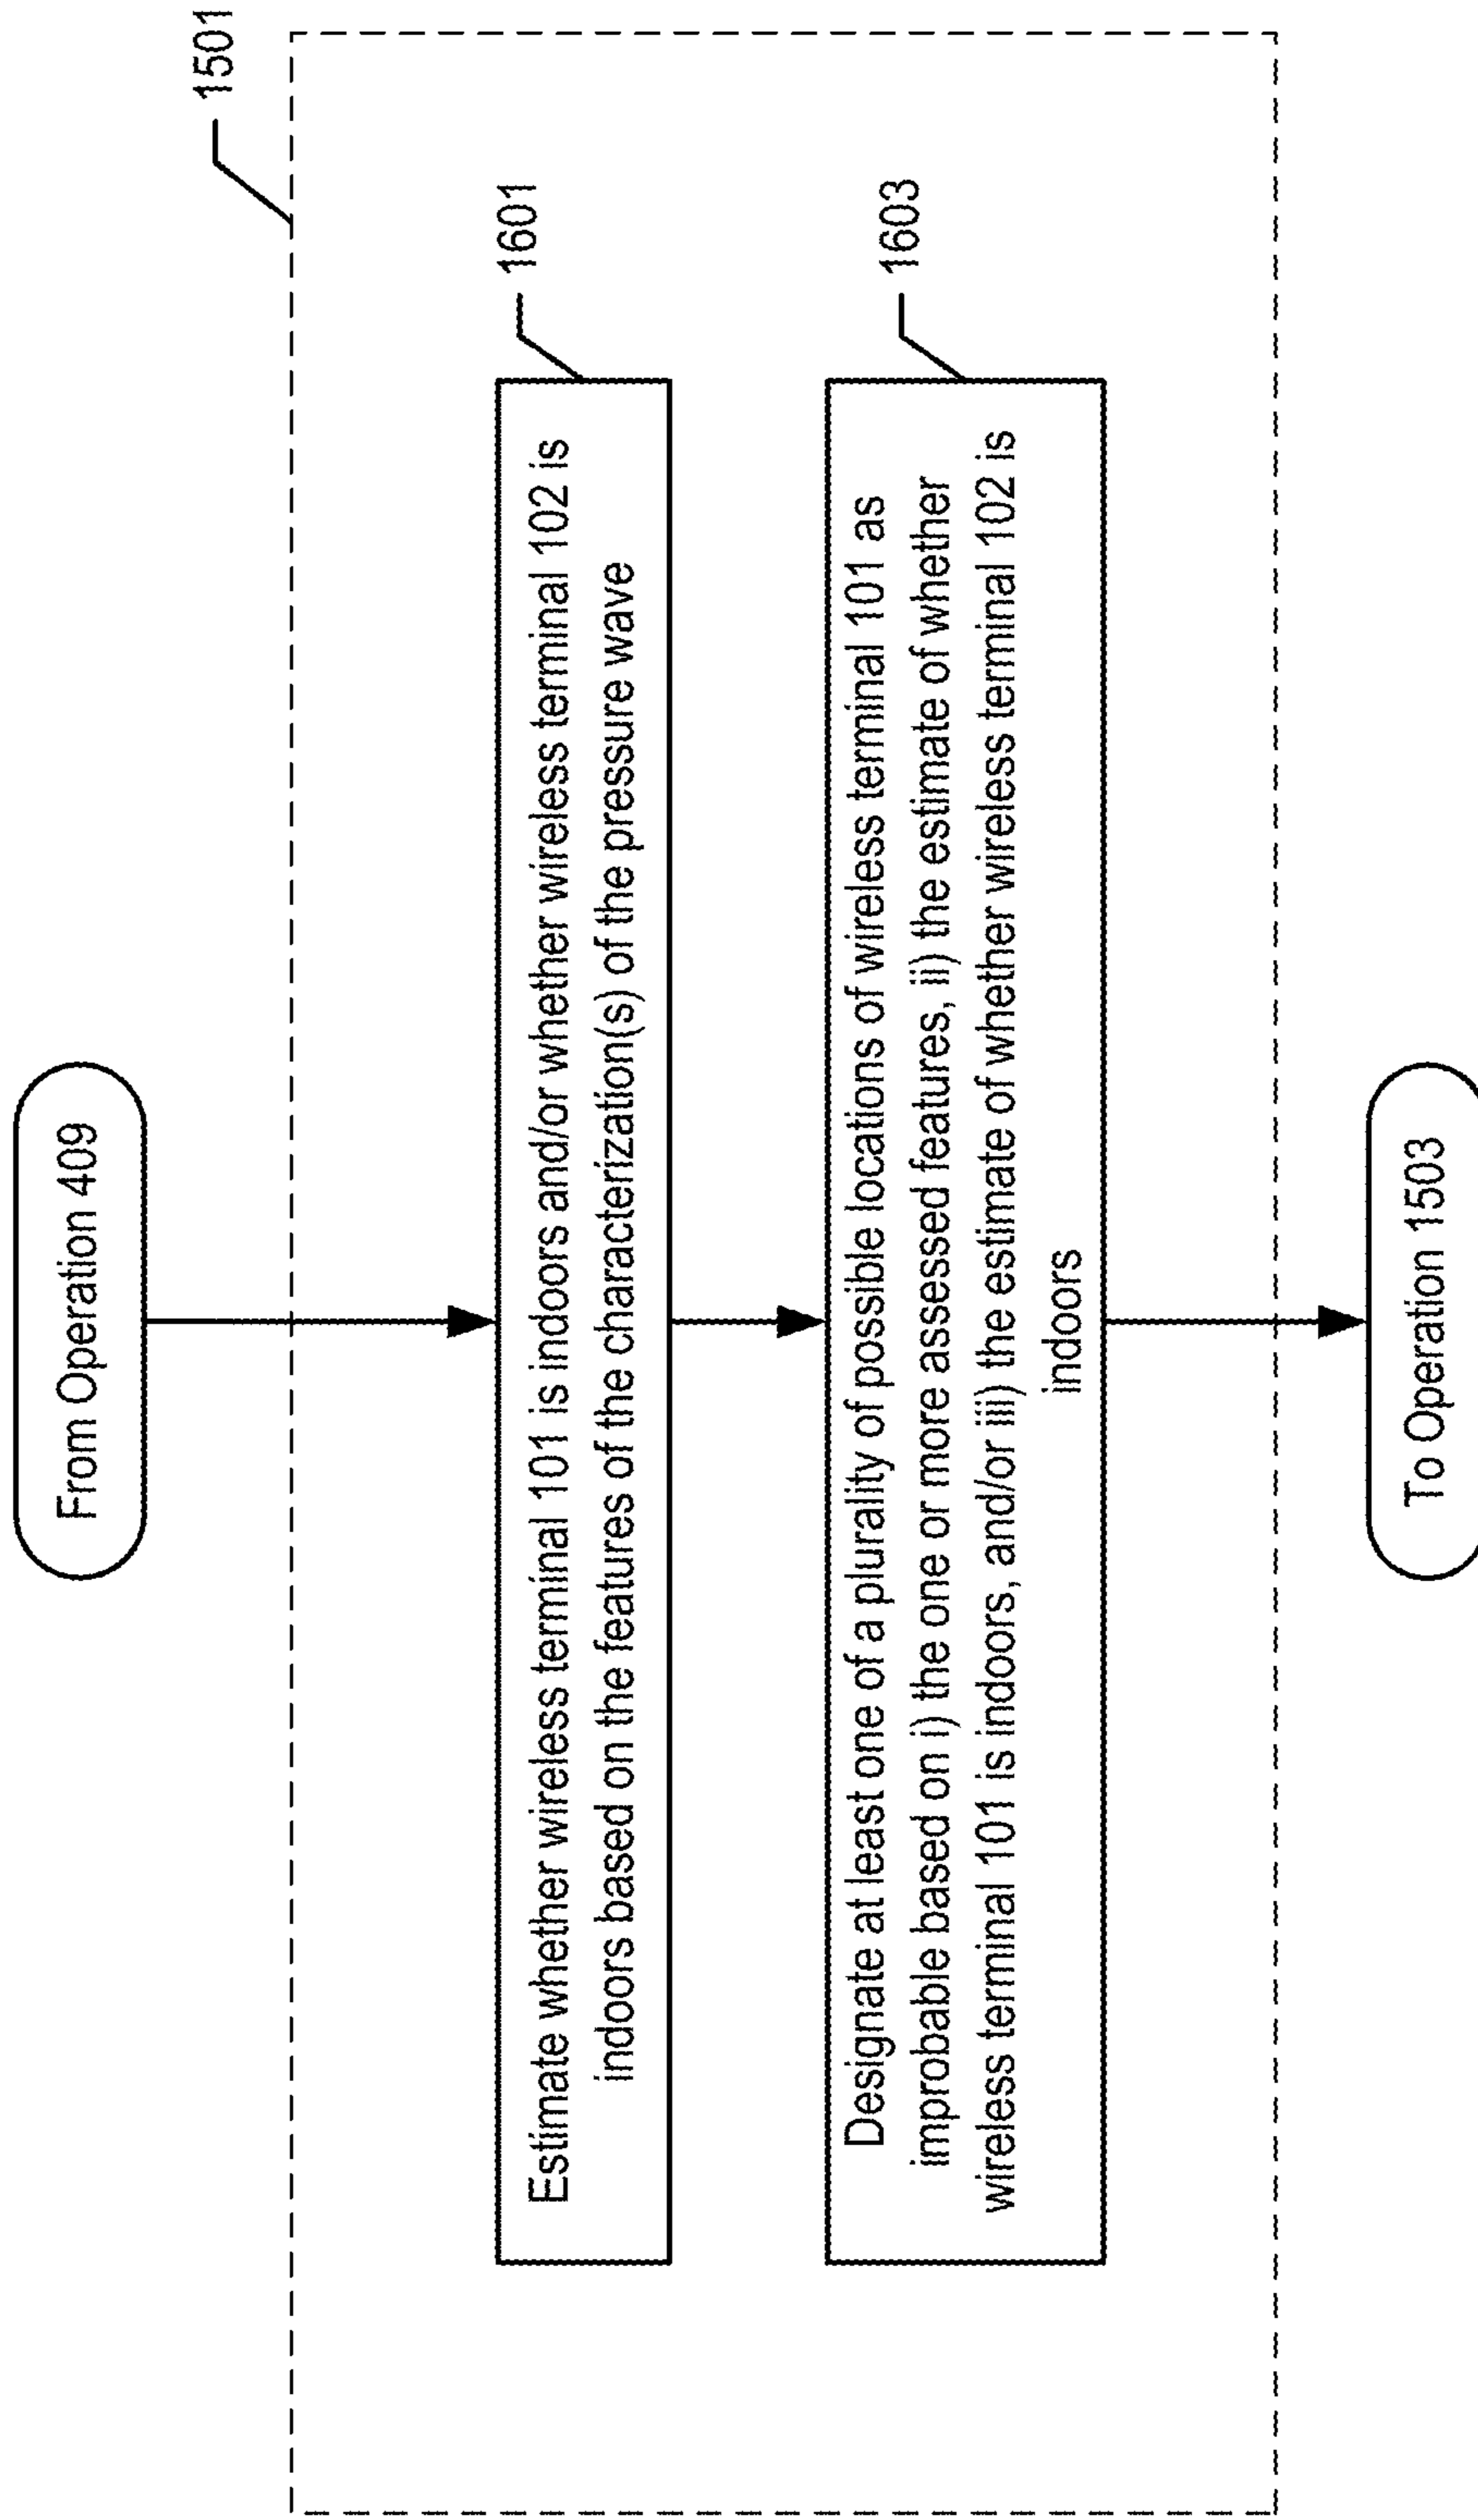 From Operation 409
1501
1601
Estimate whether wireless terminal 101 is indoors and/or whether wireless terminal 102 is
indoors based on the features of the characterization(s) of the pressure wave
1603
Designate at least one of a plurality of possible locations of wireless terminal 101 as
improbable based on i) the one or more assessed features, ii) the estimate of whether
wireless terminal 101 is indoors, and/or iii) the estimate of whether wireless terminal 102 is
indoors
To Operation 1503